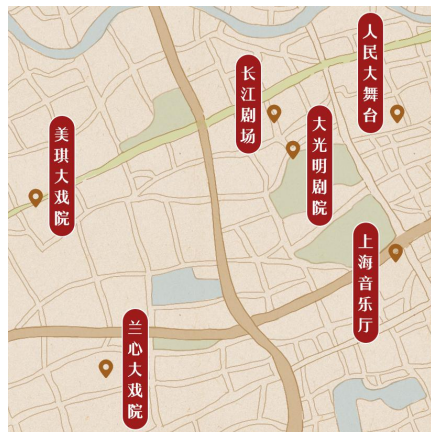 人民大舞台
长江剧场
大光明剧院
美琪大戏院
上海音乐厅
兰心大戏院